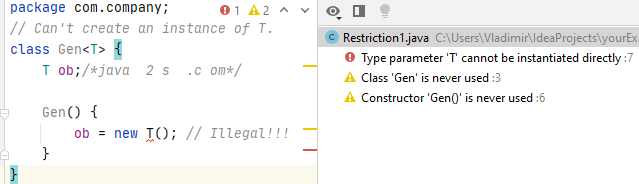 package com.company;
1 2
// Can't create an instance of T.
class Gen<T> {
T ob;/*java  2 s  .c om*/
Gen() {
ob = new T(); // Illegal!!!
}
}
Restriction1.java C:\Users\Vladimir\IdeaProjects\yourExa
Type parameter 'T' cannot be instantiated directly :7
Class 'Gen' is never used :3
Constructor 'Gen()' is never used :6